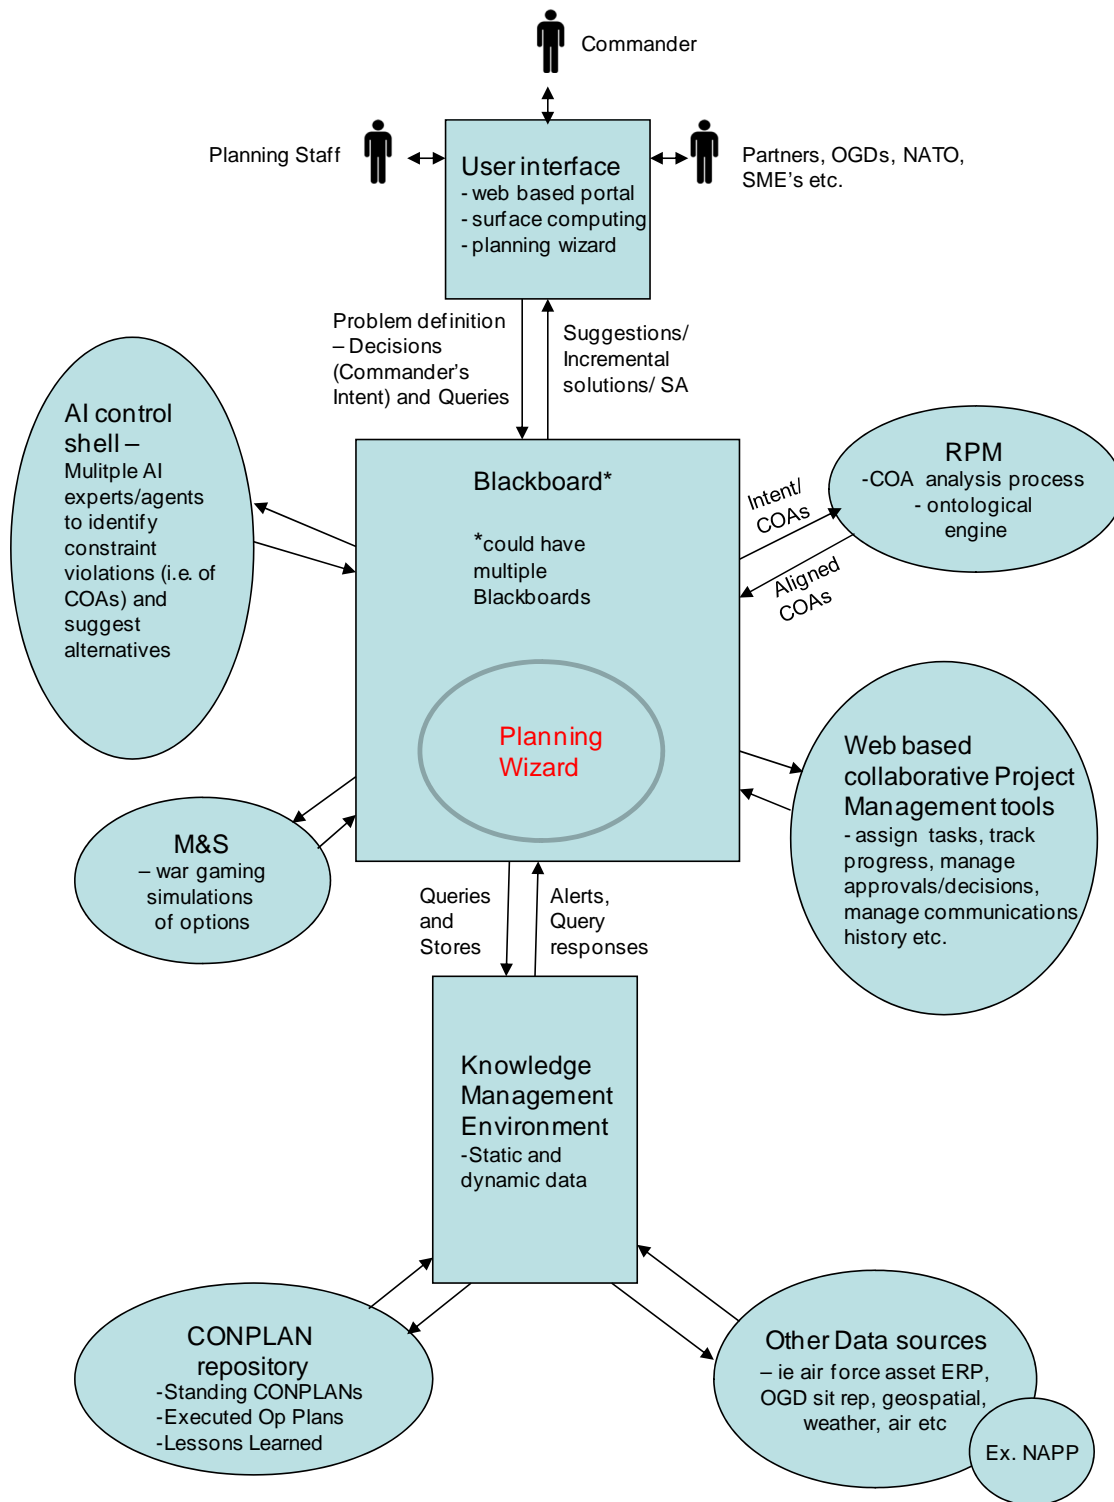 Commander
Planning Staff
Partners, OGDs, NATO,
SME's etc.
User interface
- web based portal
- surface computing
- planning wizard
Problem definition
– Decisions
(Commander's
Intent) and Queries
Suggestions/
Incremental
solutions/ SA
AI control
shell –
Mulitple AI
experts/agents
to identify
constraint
violations (i.e. of
COAs) and
suggest
alternatives
Blackboard*
*could have
multiple
Blackboards
Intent/
COAs
Aligned
COAs
RPM
-COA analysis process
- ontological
engine
Planning
Wizard
Web based
collaborative Project
Management tools
- assign tasks, track
progress, manage
approvals/decisions,
manage communications
history etc.
M&S
– war gaming
simulations
of options
Queries
and
Stores
Alerts,
Query
responses
Knowledge
Management
Environment
-Static and
dynamic data
CONPLAN
repository
-Standing CONPLANs
-Executed Op Plans
-Lessons Learned
Other Data sources
– ie air force asset ERP,
OGD sit rep, geospatial,
weather, air etc
Ex. NAPP